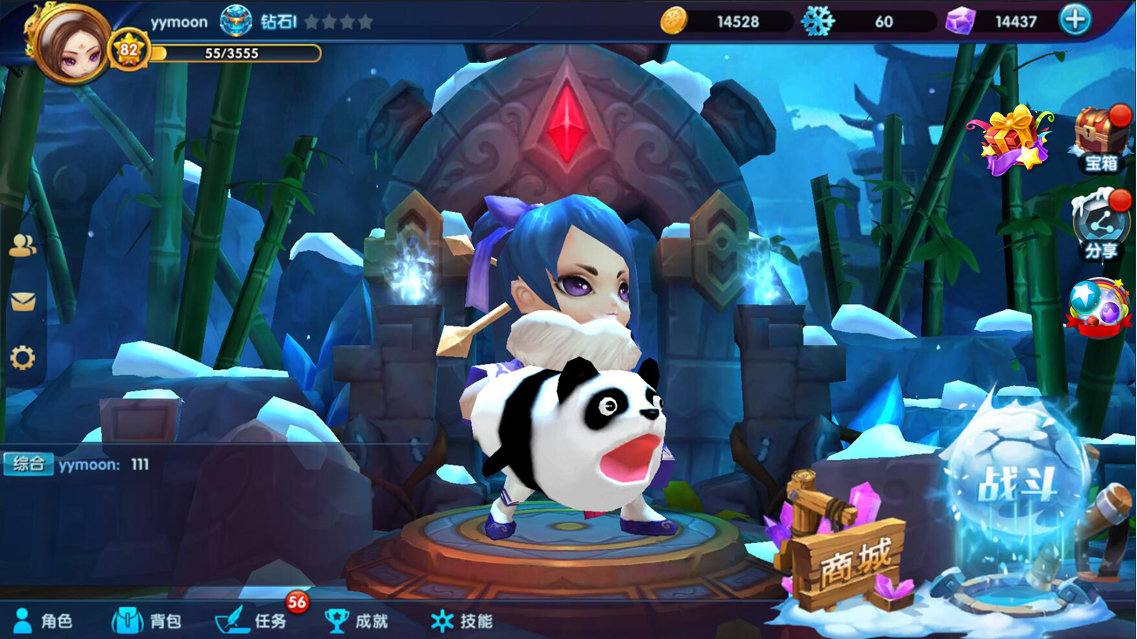 yymoon 钻石I 14528 60 14437
82 55/3555
宝箱
分享
综合 yymoon: 111
战斗
商城
角色 背包 任务 56 成就 技能